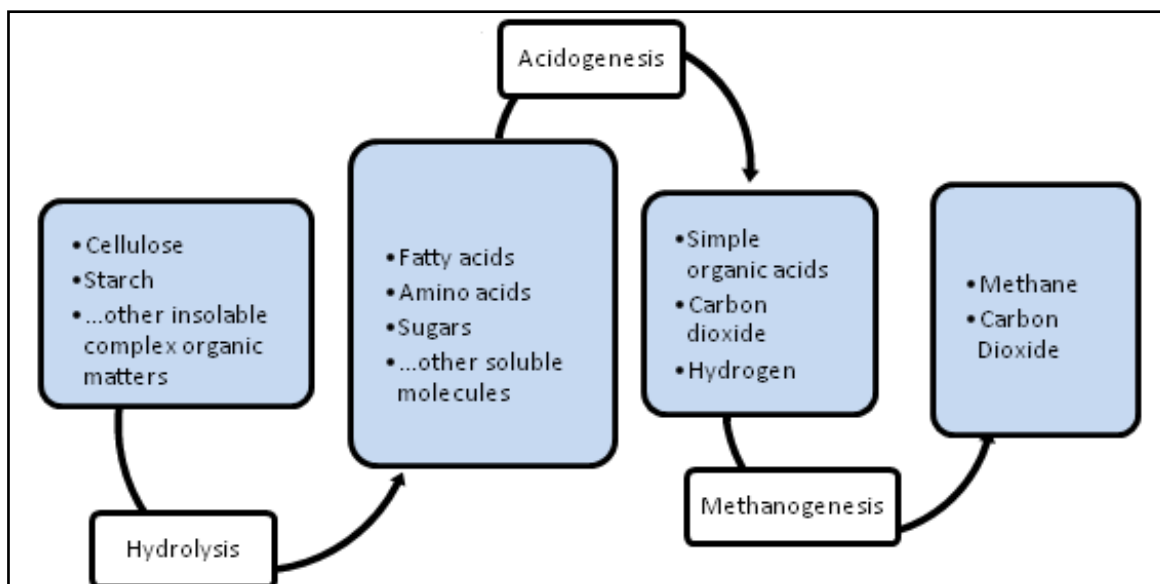 Acidogenesis
•Cellulose
•Starch
•...other insolable
complex organic
matters
•Fatty acids
•Amino acids
•Sugars
•...other soluble
molecules
•Simple
organic acids
•Carbon
dioxide
•Hydrogen
•Methane
•Carbon
Dioxide
Hydrolysis
Methanogenesis